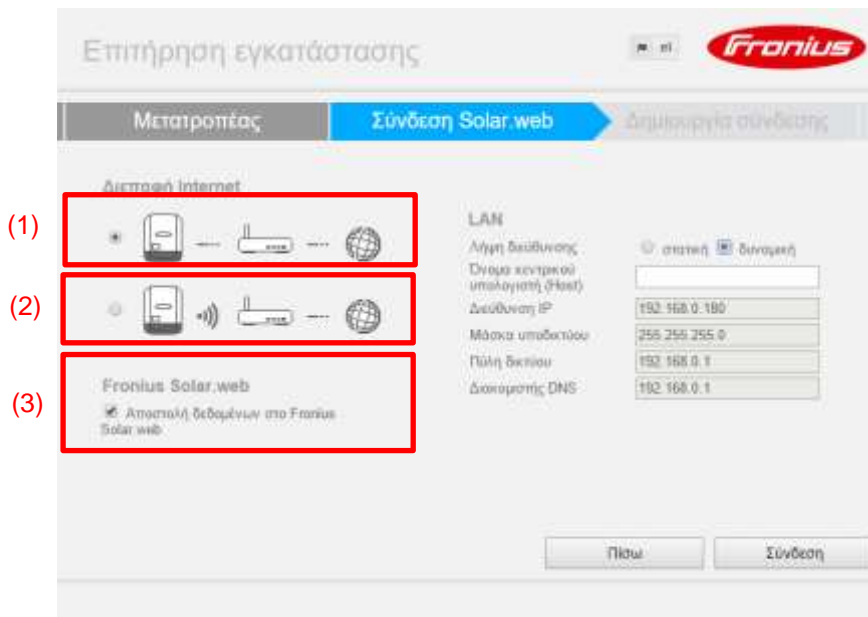 Επιτήρηση εγκατάστασης
Fronius
Μετατροπέας
Σύνδεση Solar.web
Δημιουργία σύνδεσης
Διεπαφή Internet
(1)
(2)
(3)
Fronius Solar.web
Αποστολή δεδομένων στο Fronius
Solar.web
LAN
Λήψη διεύθυνσης
στατική
δυναμική
Όνομα κεντρικού
υπολογιστή (Host)
Διεύθυνση IP
192.168.0.180
Μάσκα υποδικτύου
255.255.255.0
Πύλη δικτύου
192.168.0.1
Διακομιστής DNS
192.168.0.1
Πίσω
Σύνδεση